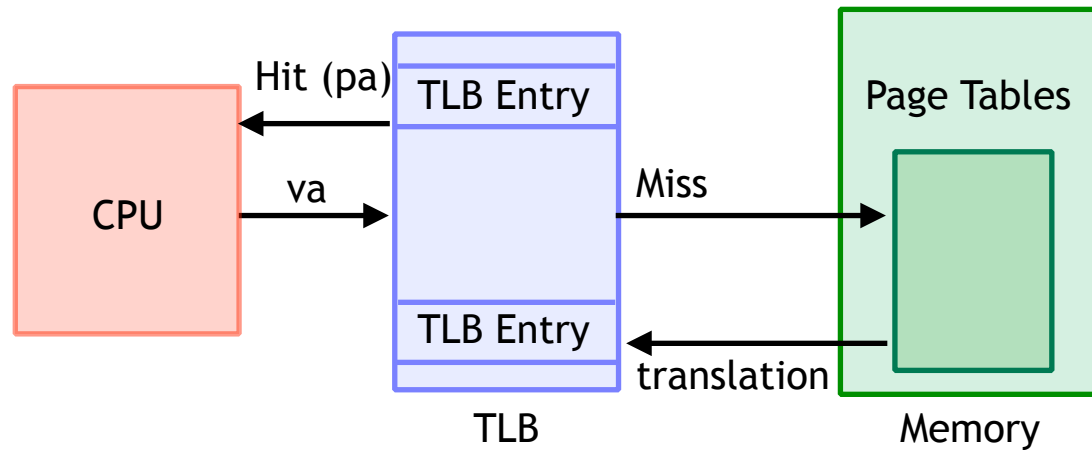 Hit (pa)
TLB Entry
Page Tables
va
Miss
CPU
TLB Entry
translation
TLB
Memory